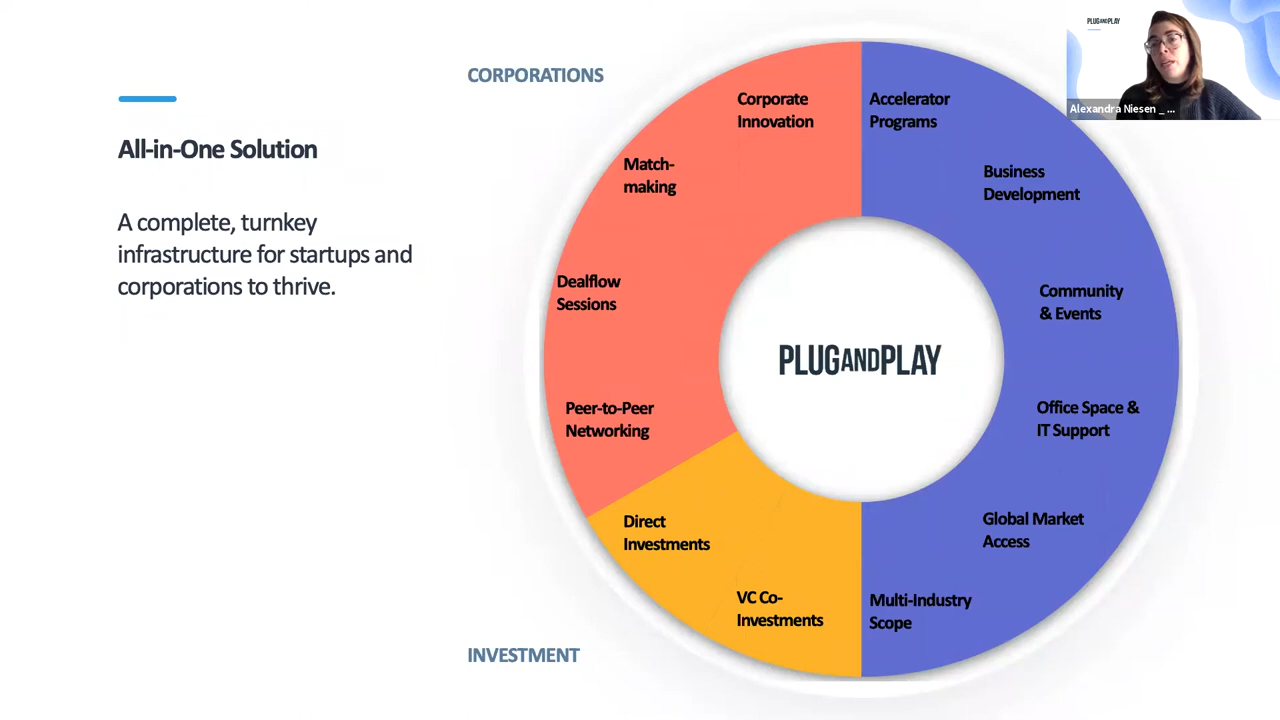 All-in-One Solution
A complete, turnkey
infrastructure for startups and
corporations to thrive.
CORPORATIONS
Corporate
Innovation
Match-
making
Dealflow
Sessions
Peer-to-Peer
Networking
Direct
Investments
VC Co-
Investments
INVESTMENT
PLUGANDPLAY
Accelerator
Programs
Business
Development
Community
& Events
Office Space &
IT Support
Global Market
Access
Multi-Industry
Scope
PLUGANDPLAY
Alexandra Niesen _ ...